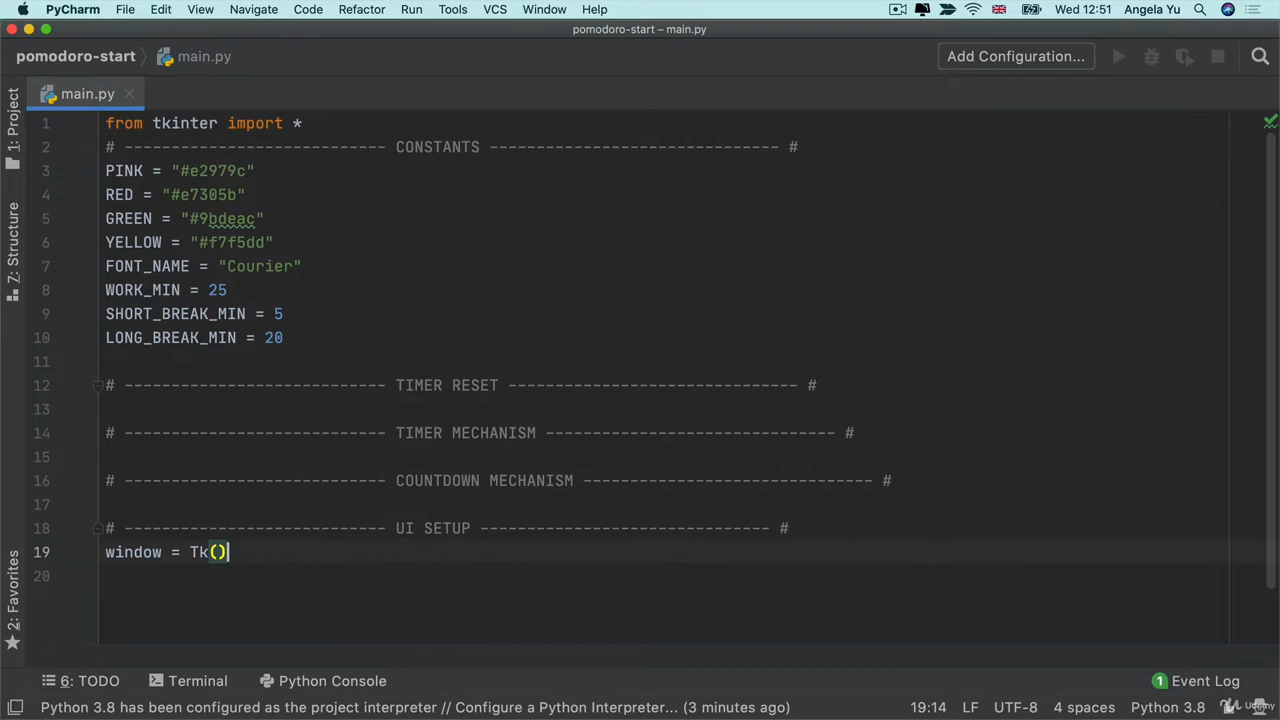 PyCharm File Edit View Navigate Code Refactor Run Tools VCS Window Help Wed 12:51 Angela Yu
pomodoro-start – main.py
pomodoro-start main.py Add Configuration...
main.py
1: Project
Z: Structure
2: Favorites
1 from tkinter import *
2 # ---------------------------- CONSTANTS ------------------------------- #
3 PINK = "#e2979c"
4 RED = "#e7305b"
5 GREEN = "#9bdeac"
6 YELLOW = "#f7f5dd"
7 FONT_NAME = "Courier"
8 WORK_MIN = 25
9 SHORT_BREAK_MIN = 5
10 LONG_BREAK_MIN = 20
11
12 # ---------------------------- TIMER RESET ------------------------------- #
13
14 # ---------------------------- TIMER MECHANISM ------------------------------- #
15
16 # ---------------------------- COUNTDOWN MECHANISM ------------------------------- #
17
18 # ---------------------------- UI SETUP ------------------------------- #
19 window = Tk()
20
6: TODO Terminal Python Console 1 Event Log
Python 3.8 has been configured as the project interpreter // Configure a Python Interpreter... (3 minutes ago) 19:14 LF UTF-8 4 spaces Python 3.8 Udemy